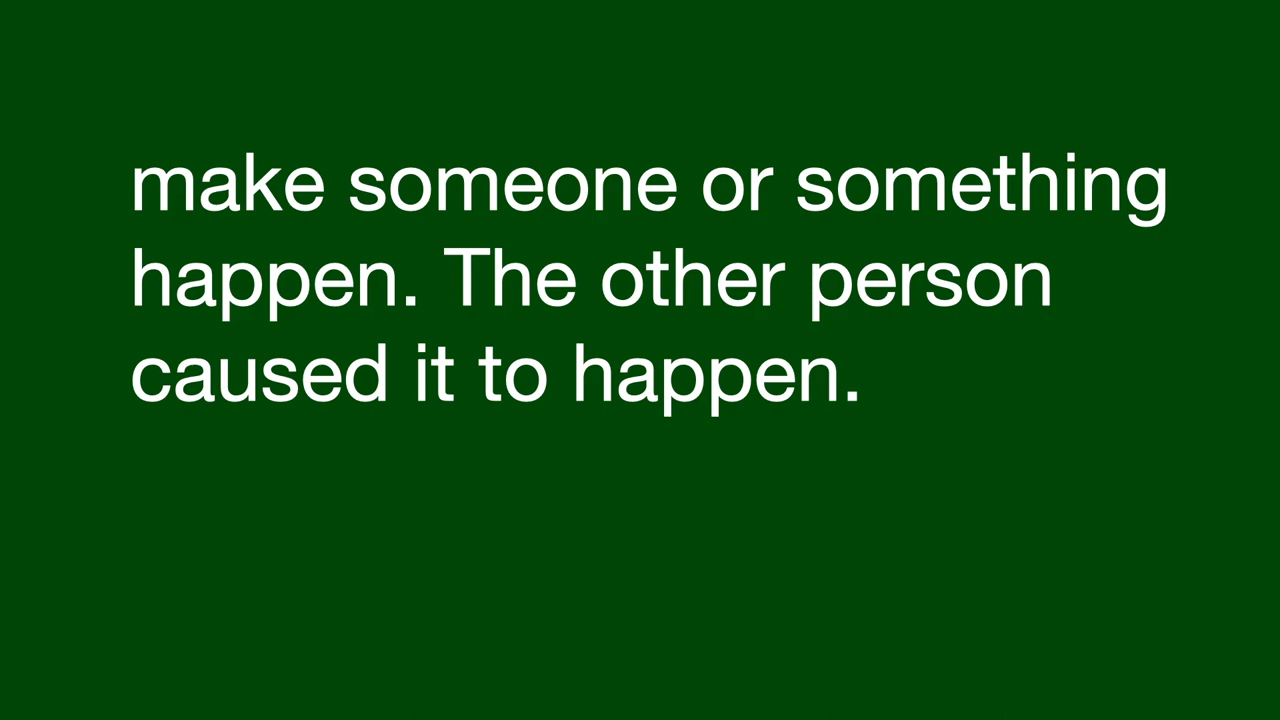 make someone or something
happen. The other person
caused it to happen.